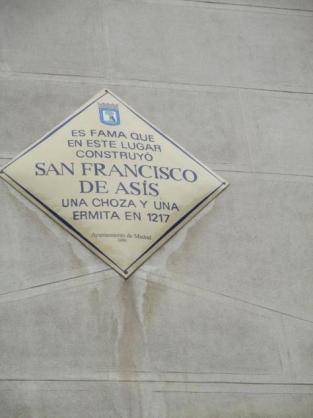 ES FAMA QUE
EN ESTE LUGAR
CONSTRUYÓ
SAN FRANCISCO
DE ASÍS
UNA CHOZA Y UNA
ERMITA EN 1217
Ayuntamiento de Madrid